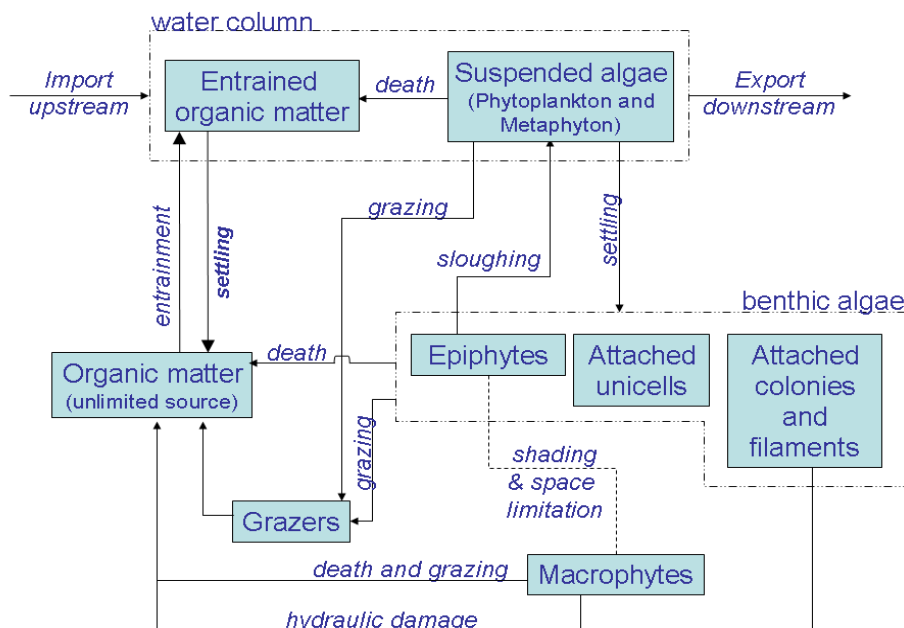 water column
Import
upstream
Entrained
organic matter
death
Suspended algae
(Phytoplankton and
Metaphyton)
Export
downstream
entrainment
settling
grazing
sloughing
settling
benthic algae
Organic matter
(unlimited source)
death
Epiphytes
Attached
unicells
Attached
colonies
and
filaments
grazing
shading
& space
limitation
Grazers
death and grazing
Macrophytes
hydraulic damage